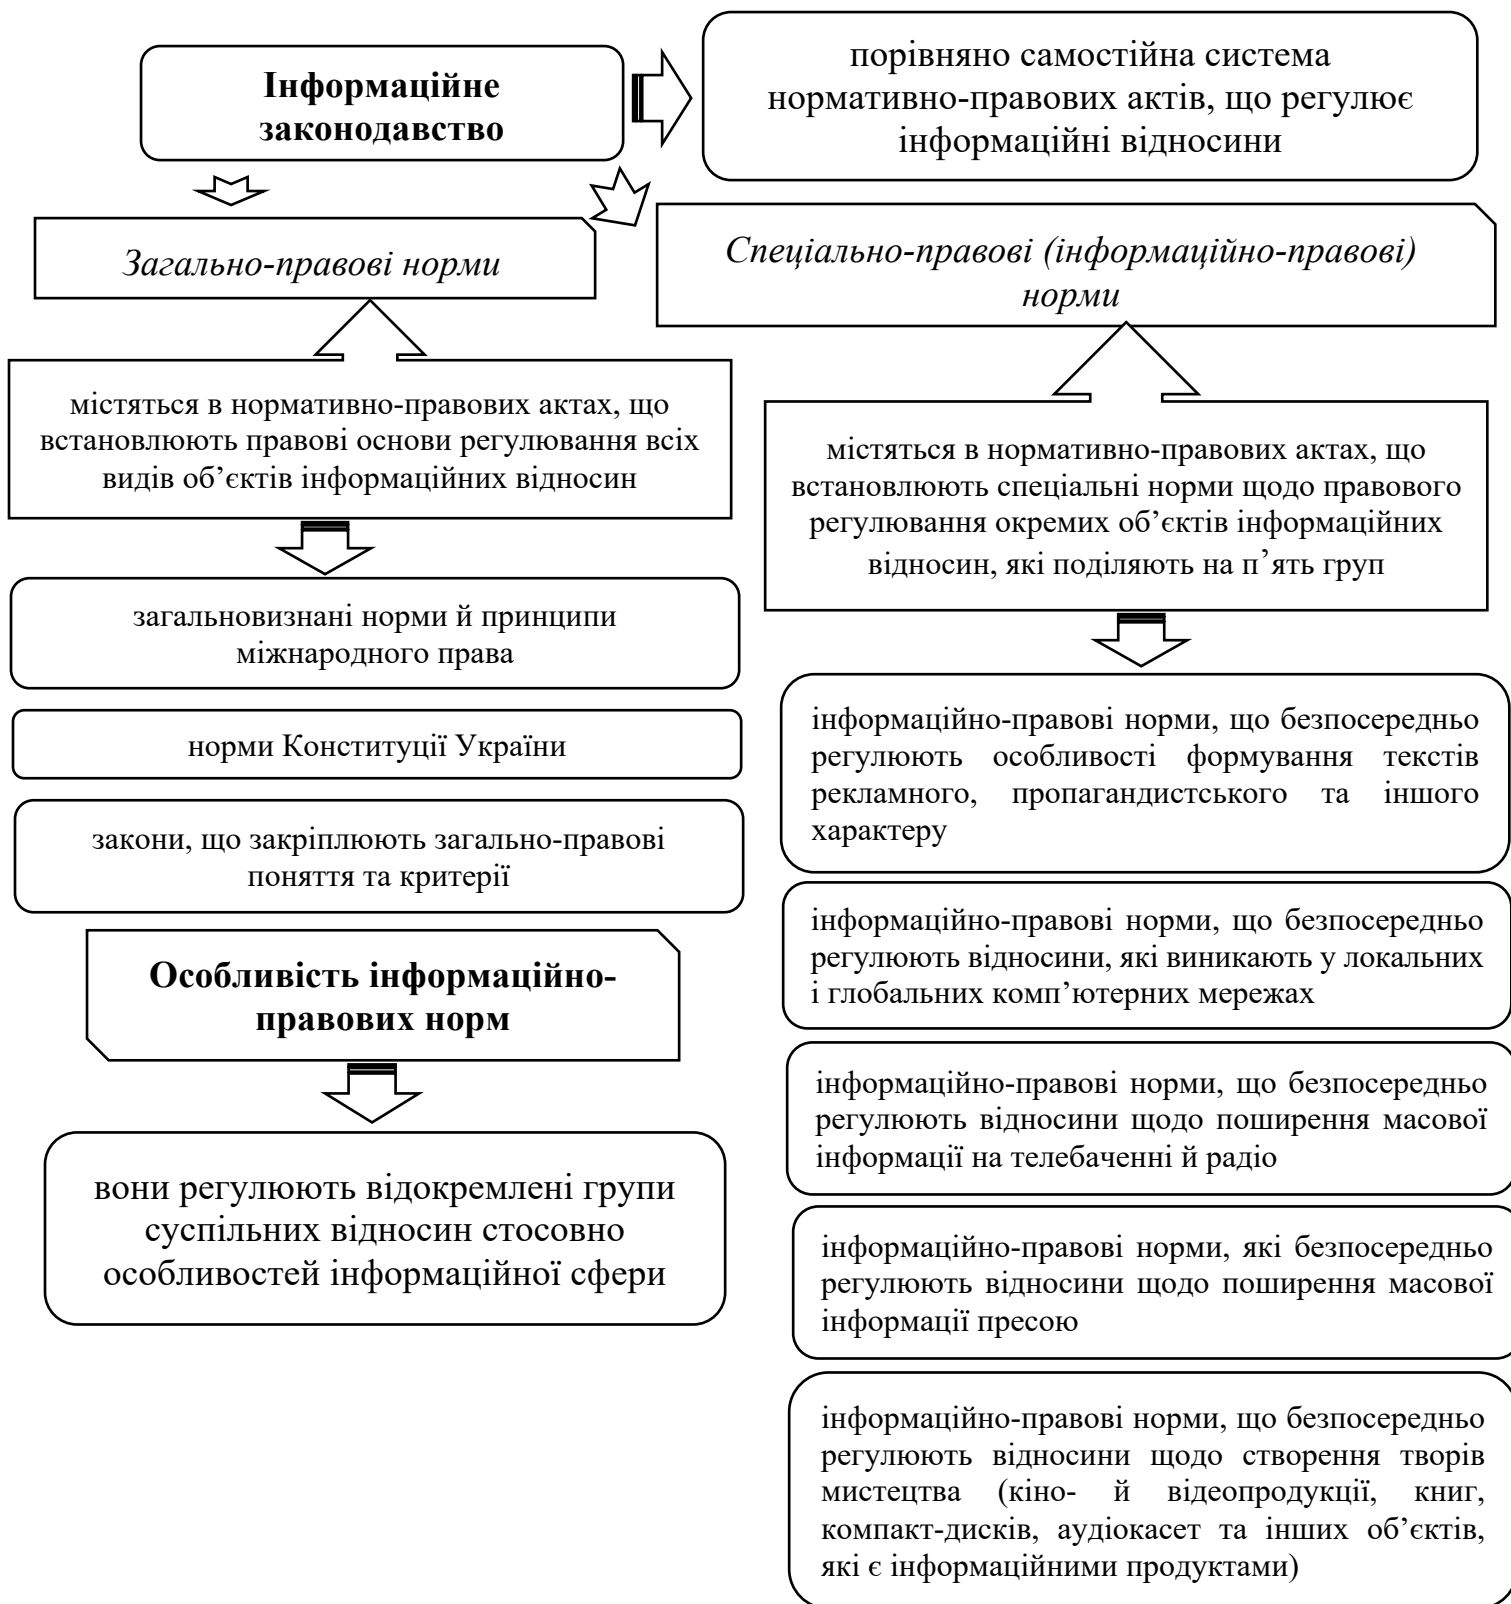 Інформаційне
законодавство
порівняно самостійна система
нормативно-правових актів, що регулює
інформаційні відносини
Загально-правові норми
Спеціально-правові (інформаційно-правові)
норми
містяться в нормативно-правових актах, що
встановлюють правові основи регулювання всіх
видів об’єктів інформаційних відносин
загальновизнані норми й принципи
міжнародного права
норми Конституції України
закони, що закріплюють загально-правові
поняття та критерії
Особливість інформаційно-
правових норм
вони регулюють відокремлені групи
суспільних відносин стосовно
особливостей інформаційної сфери
містяться в нормативно-правових актах, що
встановлюють спеціальні норми щодо правового
регулювання окремих об’єктів інформаційних
відносин, які поділяють на п’ять груп
інформаційно-правові норми, що безпосередньо
регулюють особливості формування текстів
рекламного, пропагандистського та іншого
характеру
інформаційно-правові норми, що безпосередньо
регулюють відносини, які виникають у локальних
і глобальних комп’ютерних мережах
інформаційно-правові норми, що безпосередньо
регулюють відносини щодо поширення масової
інформації на телебаченні й радіо
інформаційно-правові норми, які безпосередньо
регулюють відносини щодо поширення масової
інформації пресою
інформаційно-правові норми, що безпосередньо
регулюють відносини щодо створення творів
мистецтва (кіно- й відеопродукції, книг,
компакт-дисків, аудіокасет та інших об’єктів,
які є інформаційними продуктами)